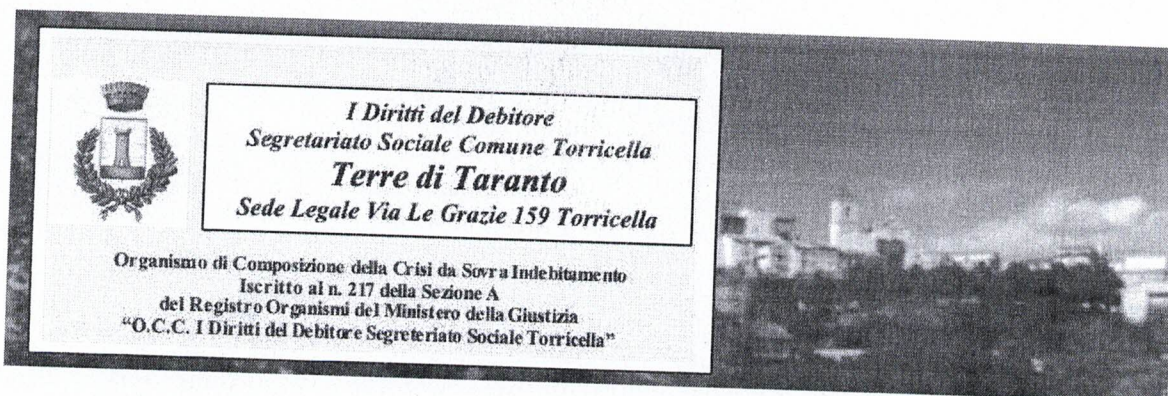 I Diritti del Debitore
Segretariato Sociale Comune Torricella
Terre di Taranto
Sede Legale Via Le Grazie 159 Torricella
Organismo di Composizione della Crisi da Sovra Indebitamento
Iscritto al n. 217 della Sezione A
del Registro Organismi del Ministero della Giustizia
“O.C.C. I Diritti del Debitore Segreteriato Sociale Torricella”